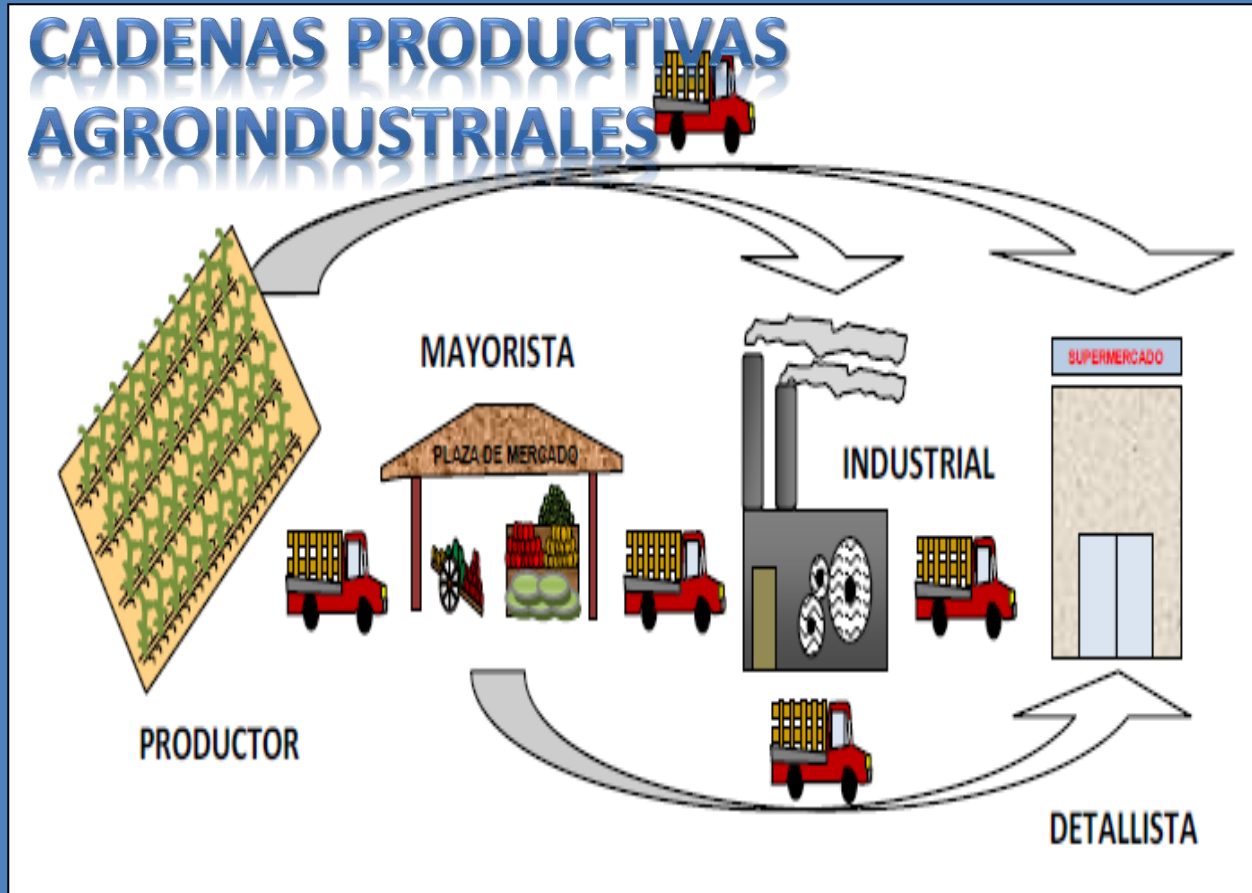 CADENAS PRODUCTIVAS
AGROINDUSTRIALES
MAYORISTA
PLAZA DE MERCADO
SUPERMERCADO
INDUSTRIAL
PRODUCTOR
DETALLISTA